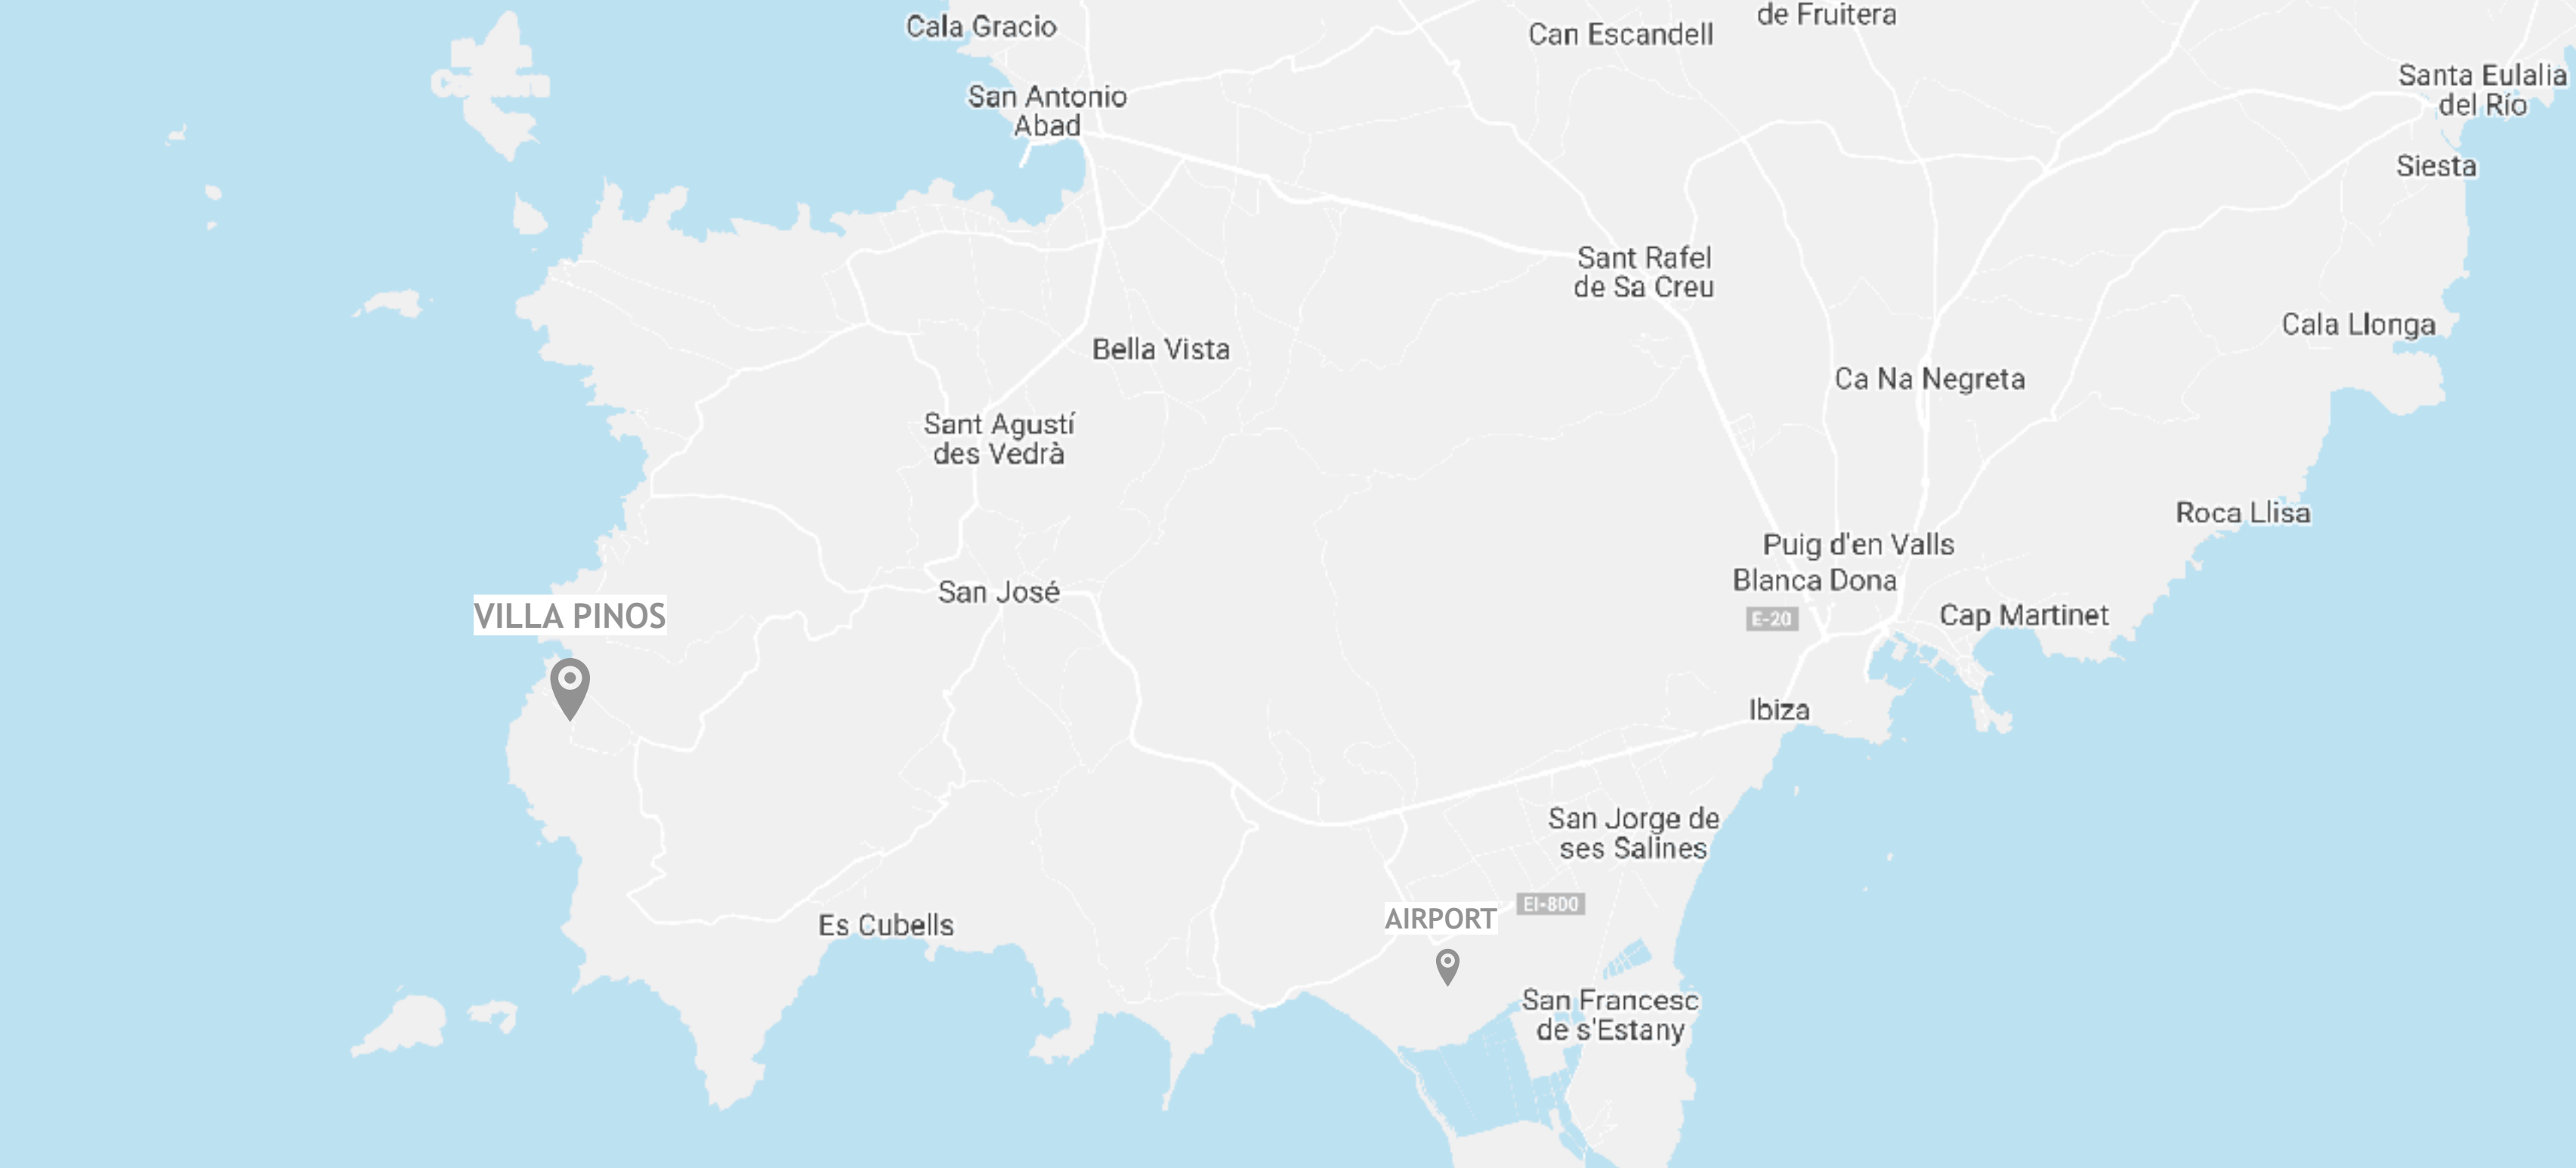 de Fruitera
Cala Gracio
Can Escandell
Santa Eulalia
del Río
San Antonio
Abad
Siesta
Sant Rafel
de Sa Creu
Cala Llonga
Bella Vista
Ca Na Negreta
Sant Agustí
des Vedrà
Roca Llisa
Puig d'en Valls
Blanca Dona
San José
VILLA PINOS
E-20
Cap Martinet
Ibiza
San Jorge de
ses Salines
EI-800
AIRPORT
Es Cubells
San Francesc
de s'Estany